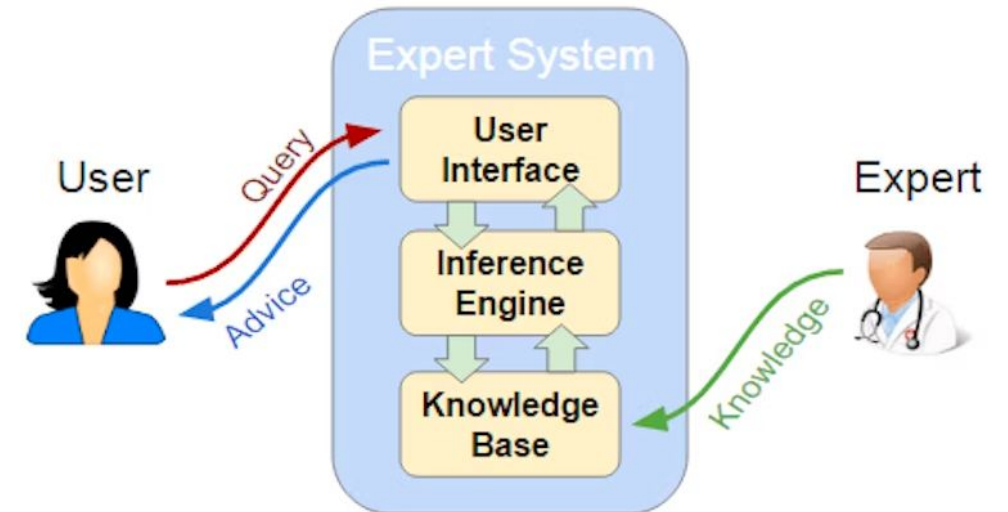 Expert System
User
Query
Advice
User
Interface
Inference
Engine
Knowledge
Base
Expert
Knowledge